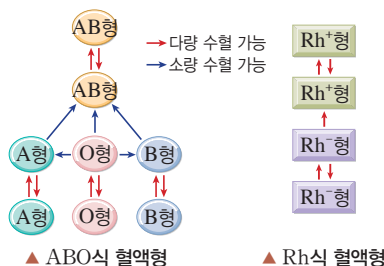 AB형
다량 수혈 가능
소량 수혈 가능
AB형
A형 O형 B형
A형 O형 B형
▲ ABO식 혈액형
Rh⁺형
Rh⁺형
Rh⁻형
Rh⁻형
▲ Rh식 혈액형